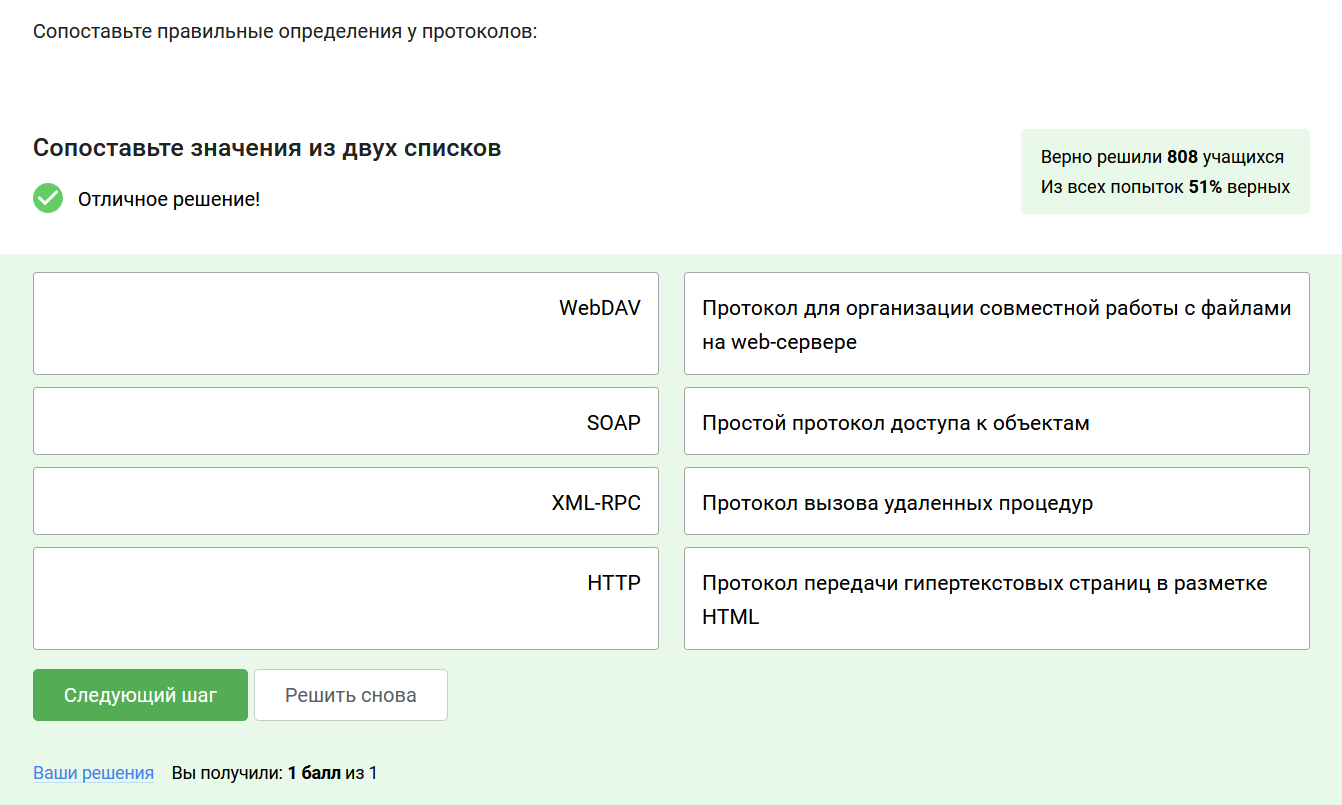 Сопоставьте правильные определения у протоколов:
Сопоставьте значения из двух списков
Отличное решение!
Верно решили 808 учащихся
Из всех попыток 51% верных
WebDAV
Протокол для организации совместной работы с файлами
на web-сервере
SOAP
Простой протокол доступа к объектам
XML-RPC
Протокол вызова удаленных процедур
HTTP
Протокол передачи гипертекстовых страниц в разметке
HTML
Следующий шаг
Решить снова
Ваши решения Вы получили: 1 балл из 1